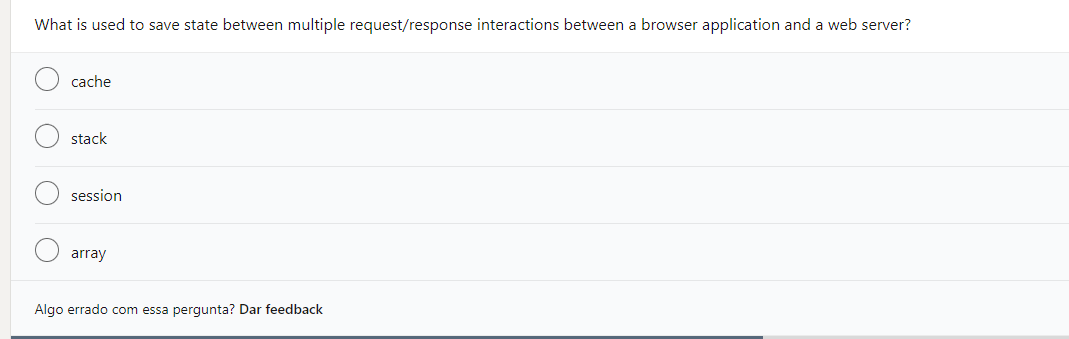 What is used to save state between multiple request/response interactions between a browser application and a web server?
cache
stack
session
array
Algo errado com essa pergunta? Dar feedback